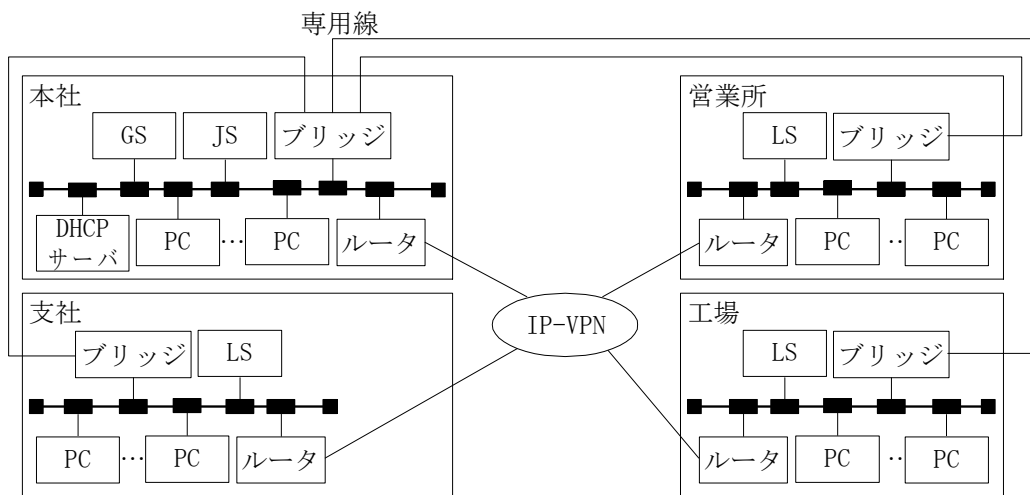 専用線
本社
GS
JS
ブリッジ
DHCP
サーバ
PC
…
PC
ルータ
営業所
LS
ブリッジ
ルータ
PC
‥
PC
IP-VPN
支社
ブリッジ
LS
PC
…
PC
ルータ
工場
LS
ブリッジ
ルータ
PC
‥
PC